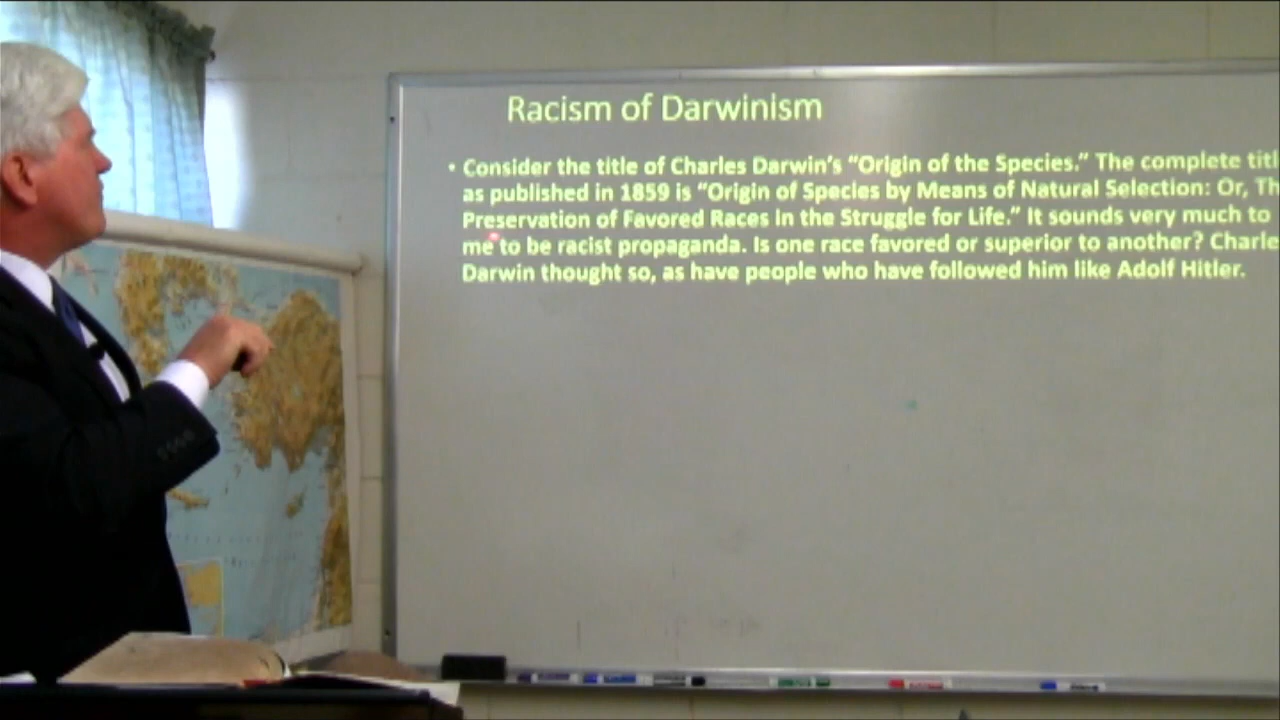 Racism of Darwinism
• Consider the title of Charles Darwin's “Origin of the Species.” The complete titl
as published in 1859 is “Origin of Species by Means of Natural Selection: Or, Th
Preservation of Favored Races in the Struggle for Life.” It sounds very much to
me to be racist propaganda. Is one race favored or superior to another? Charle
Darwin thought so, as have people who have followed him like Adolf Hitler.